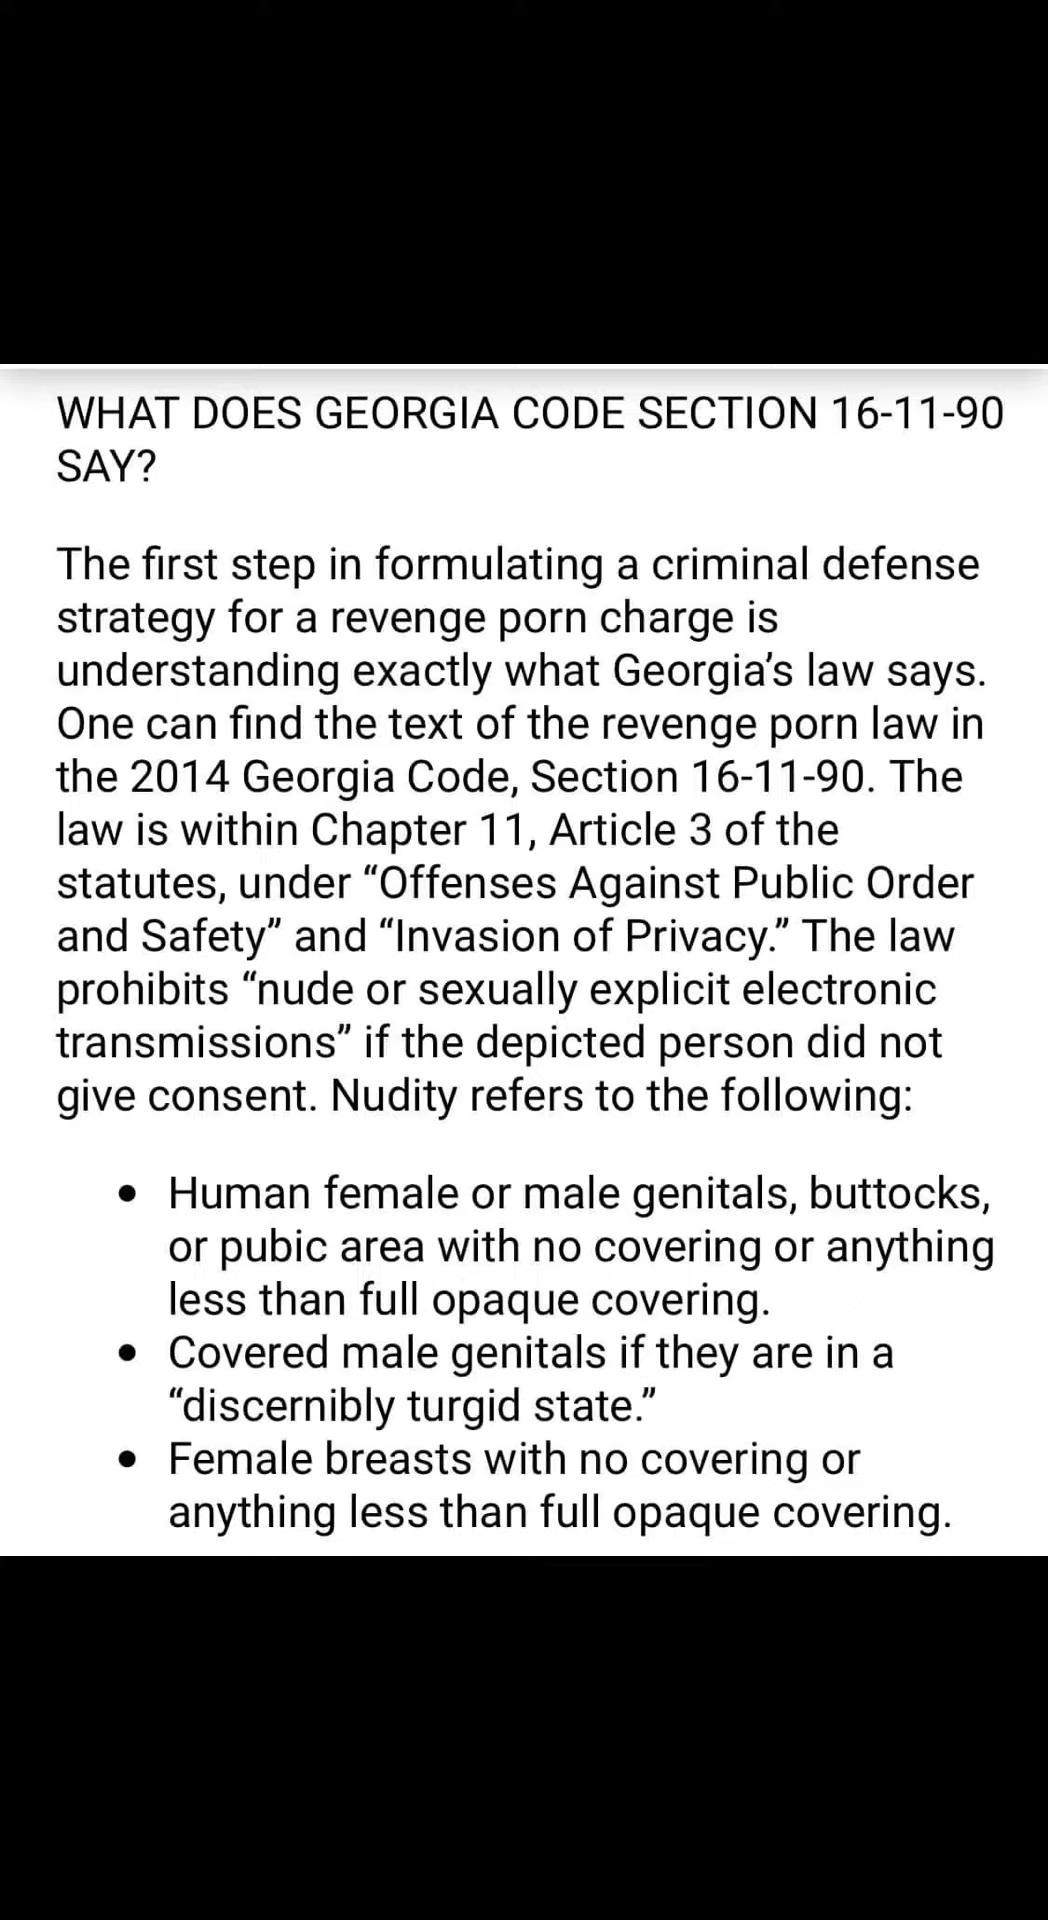 WHAT DOES GEORGIA CODE SECTION 16-11-90
SAY?
The first step in formulating a criminal defense
strategy for a revenge porn charge is
understanding exactly what Georgia’s law says.
One can find the text of the revenge porn law in
the 2014 Georgia Code, Section 16-11-90. The
law is within Chapter 11, Article 3 of the
statutes, under “Offenses Against Public Order
and Safety” and “Invasion of Privacy.” The law
prohibits “nude or sexually explicit electronic
transmissions” if the depicted person did not
give consent. Nudity refers to the following:
• Human female or male genitals, buttocks,
or pubic area with no covering or anything
less than full opaque covering.
• Covered male genitals if they are in a
“discernibly turgid state.”
• Female breasts with no covering or
anything less than full opaque covering.